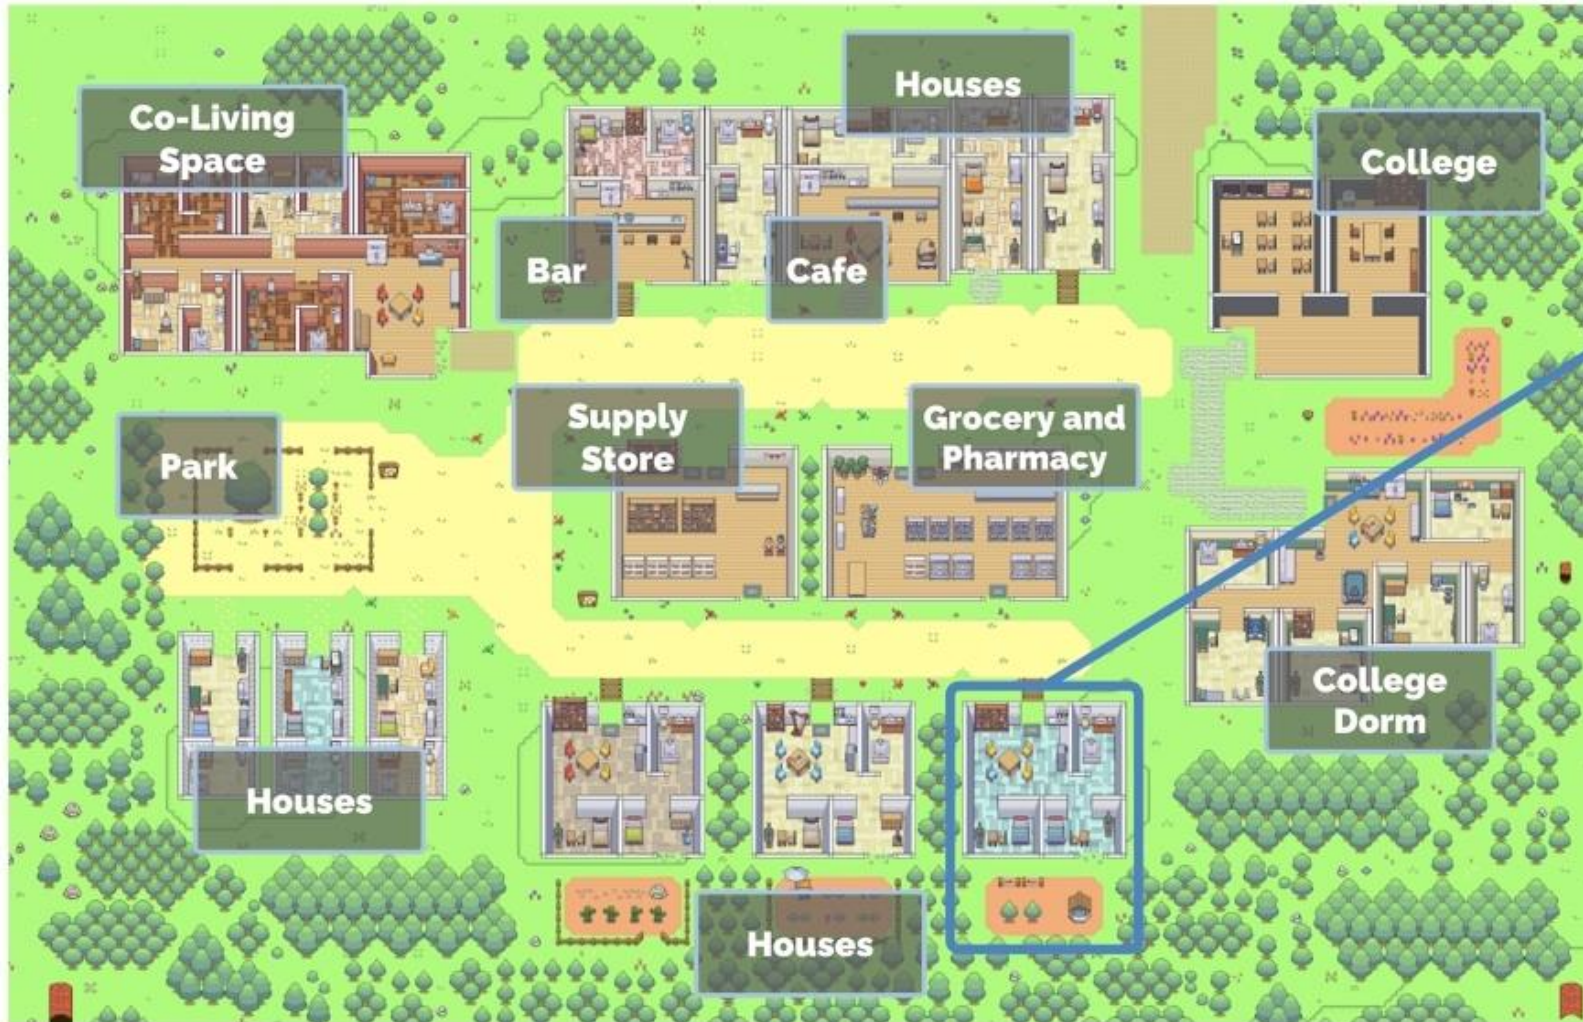 Houses
Co-Living
Space
College
Bar
Cafe
Supply
Store
Grocery and
Pharmacy
Park
College
Dorm
Houses
Houses